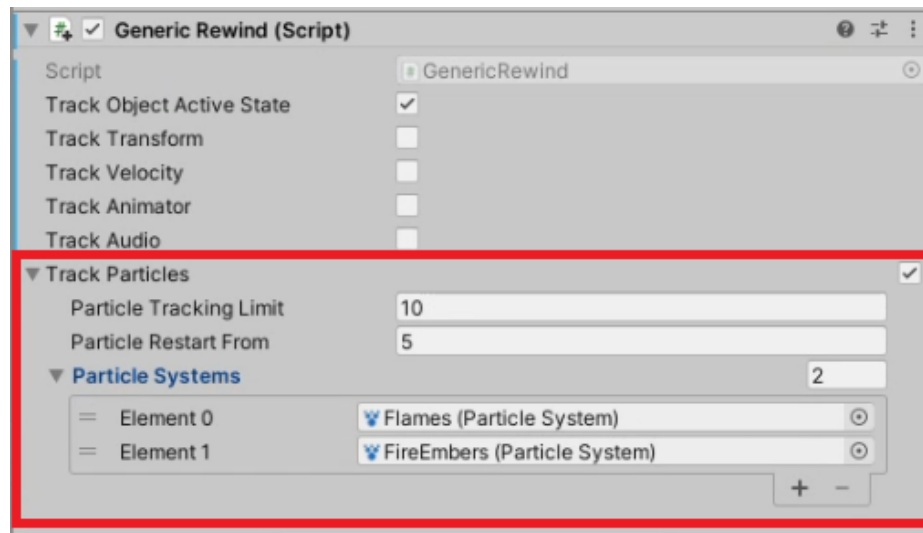 Generic Rewind (Script)
Script GenericRewind
Track Object Active State
Track Transform
Track Velocity
Track Animator
Track Audio
Track Particles
Particle Tracking Limit 10
Particle Restart From 5
Particle Systems 2
Element 0 Flames (Particle System)
Element 1 FireEmbers (Particle System)